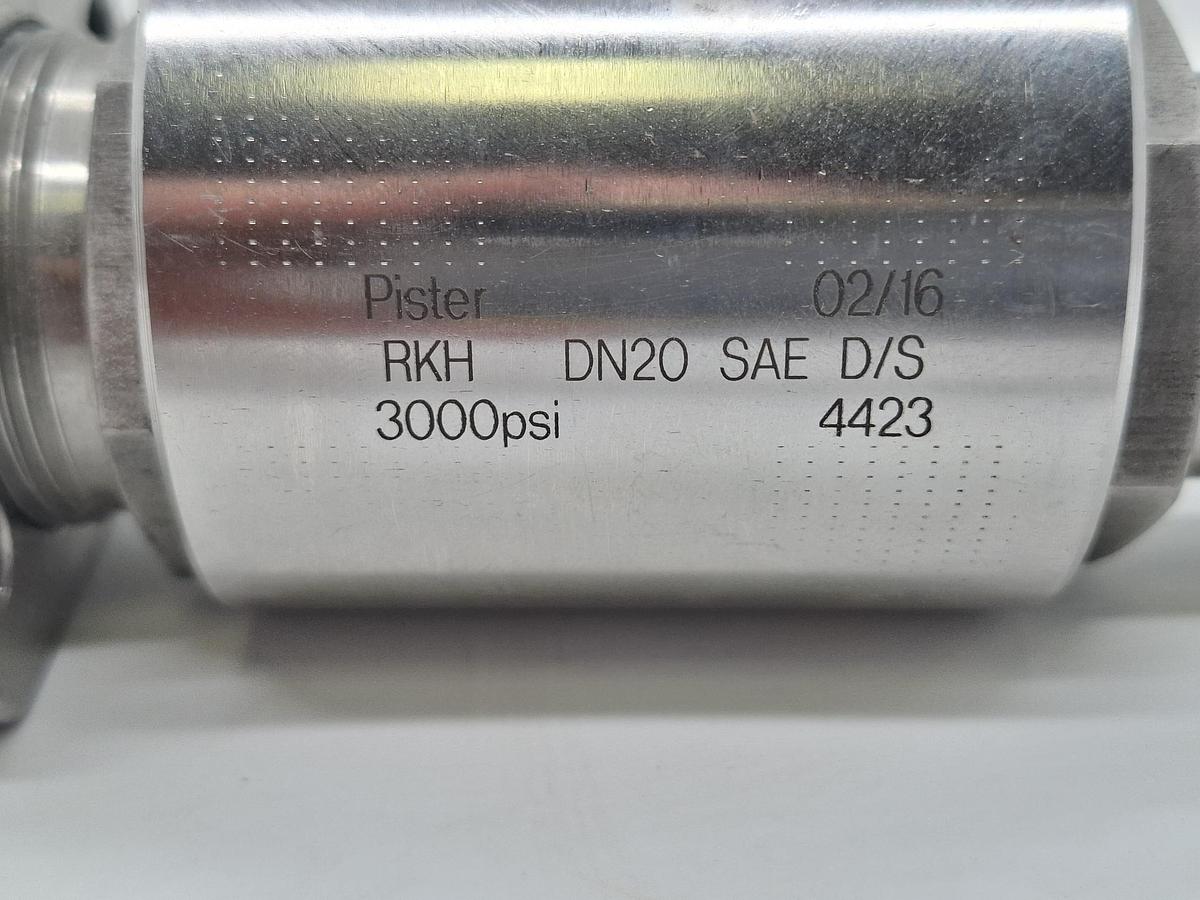 Pister 02/16
RKH DN20 SAE D/S
3000psi 4423